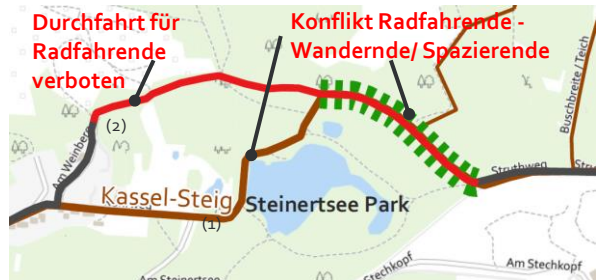 Durchfahrt für
Radfahrende
verboten
Konflikt Radfahrende -
Wandernde/ Spazierende
(2)
Am Weinberg
Kassel-Steig
(1)
Steinertsee Park
Struthweg
Stru
Buschbreite / Teich
Am Steinertsee
Stechkopf
Am Stechkopf